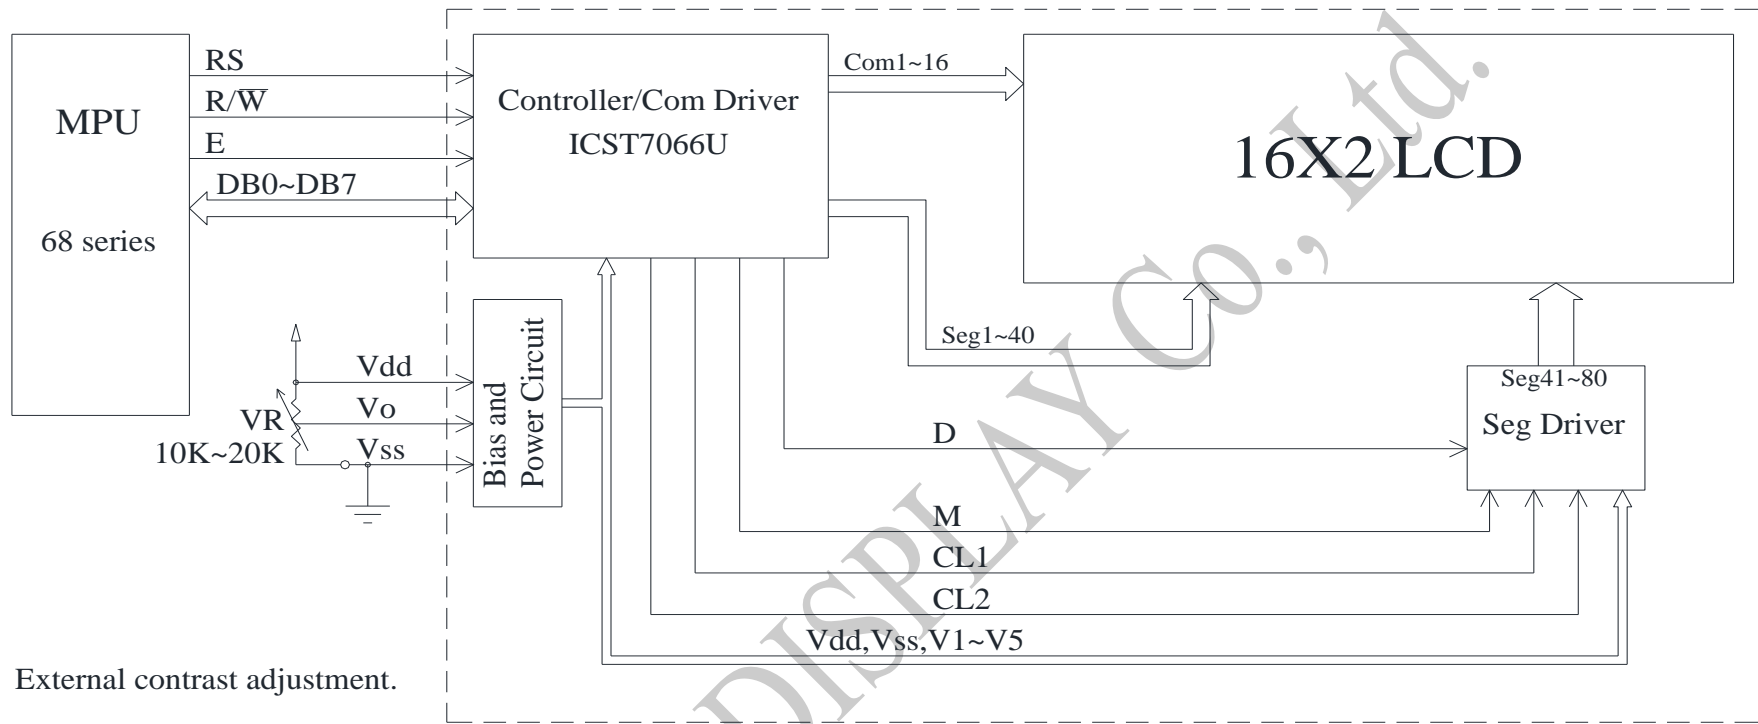 MPU
68 series
RS
R/W̅
E
DB0~DB7
Controller/Com Driver
ICST7066U
Com1~16
16X2 LCD
Seg1~40
Seg41~80
Seg Driver
Vdd
Vo
Vss
VR
10K~20K
Bias and
Power Circuit
D
M
CL1
CL2
Vdd,Vss,V1~V5
External contrast adjustment.
DISPLAY Co., Ltd.